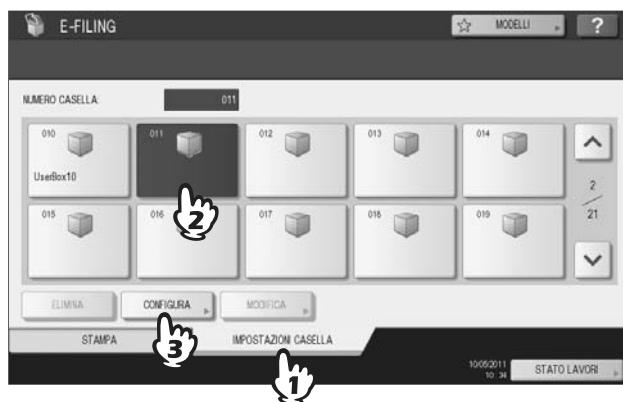 E-FILING MODELLI ?
NUMERO CASELLA: 011
010 011 012 013 014
UserBox10
2
21
015 016 017 018 019
2
ELIMINA CONFIGURA MODIFICA
STAMPA IMPOSTAZIONI CASELLA
3
1
10/05/2011
10:34
STATO LAVORI